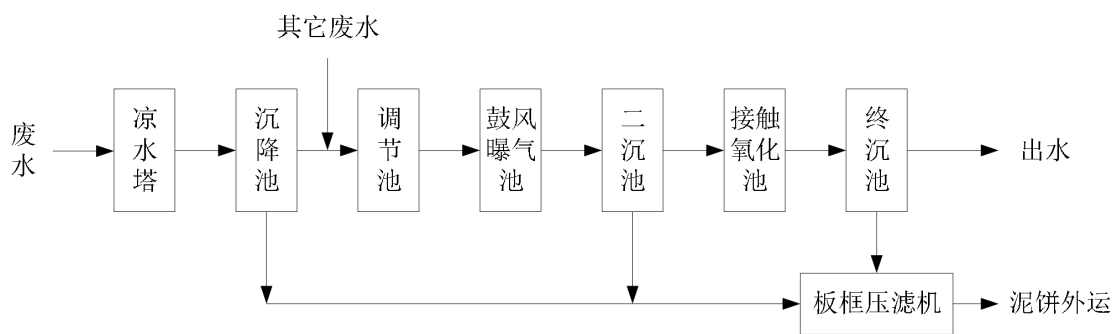 其它废水
废
水
凉
水
塔
沉
降
池
调
节
池
鼓风
曝气
池
二
沉
池
接触
氧化
池
终
沉
池
出水
板框压滤机
泥饼外运